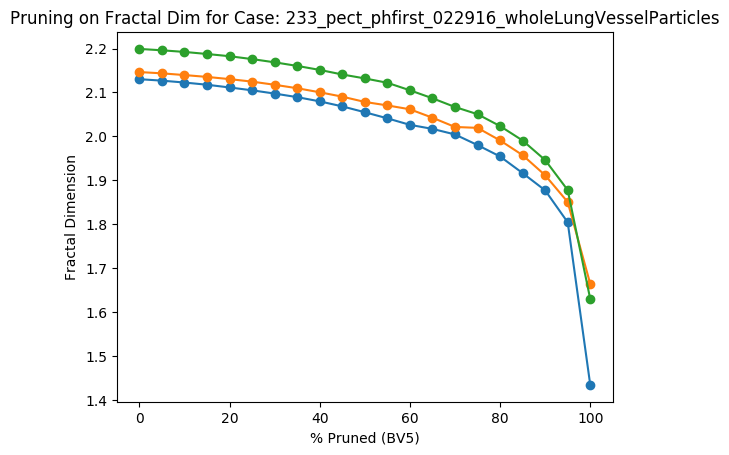 Pruning on Fractal Dim for Case: 233_pect_phfirst_022916_wholeLungVesselParticles
2.2
2.1
2.0
1.9
1.8
1.7
1.6
1.5
1.4
Fractal Dimension
0 20 40 60 80 100
% Pruned (BV5)